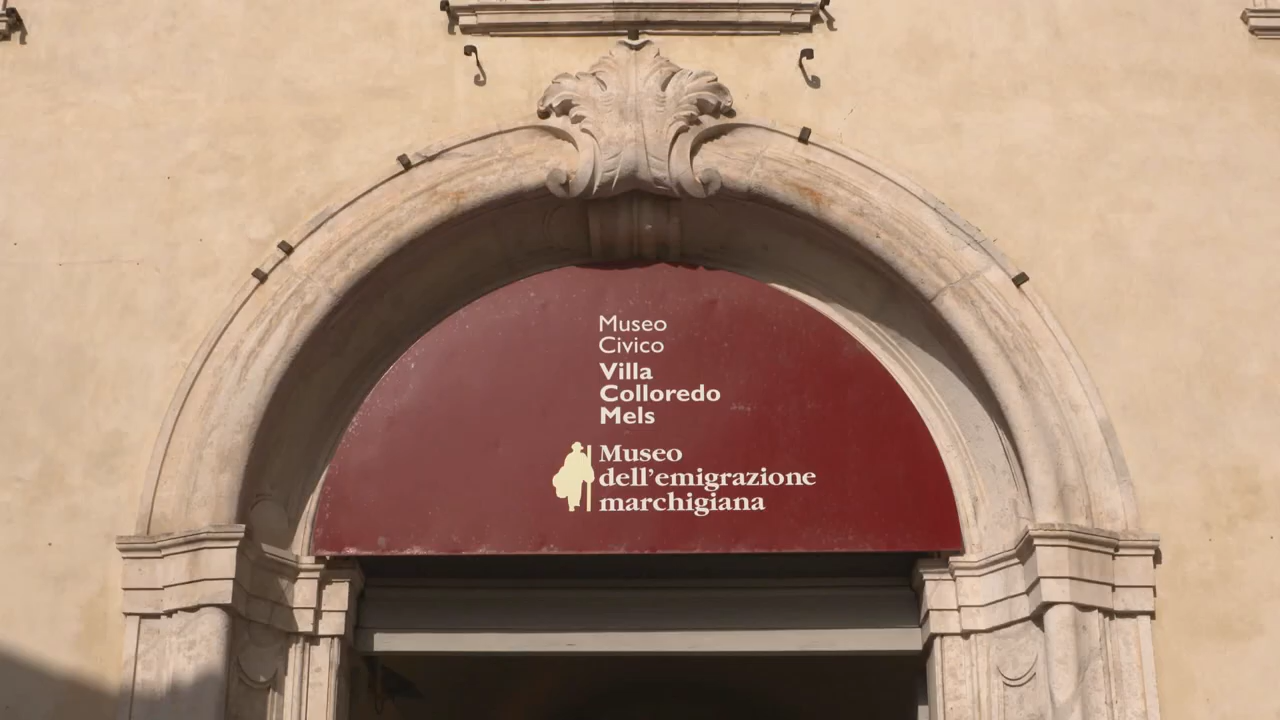 Museo
Civico
Villa
Colloredo
Mels
Museo
dell'emigrazione
marchigiana